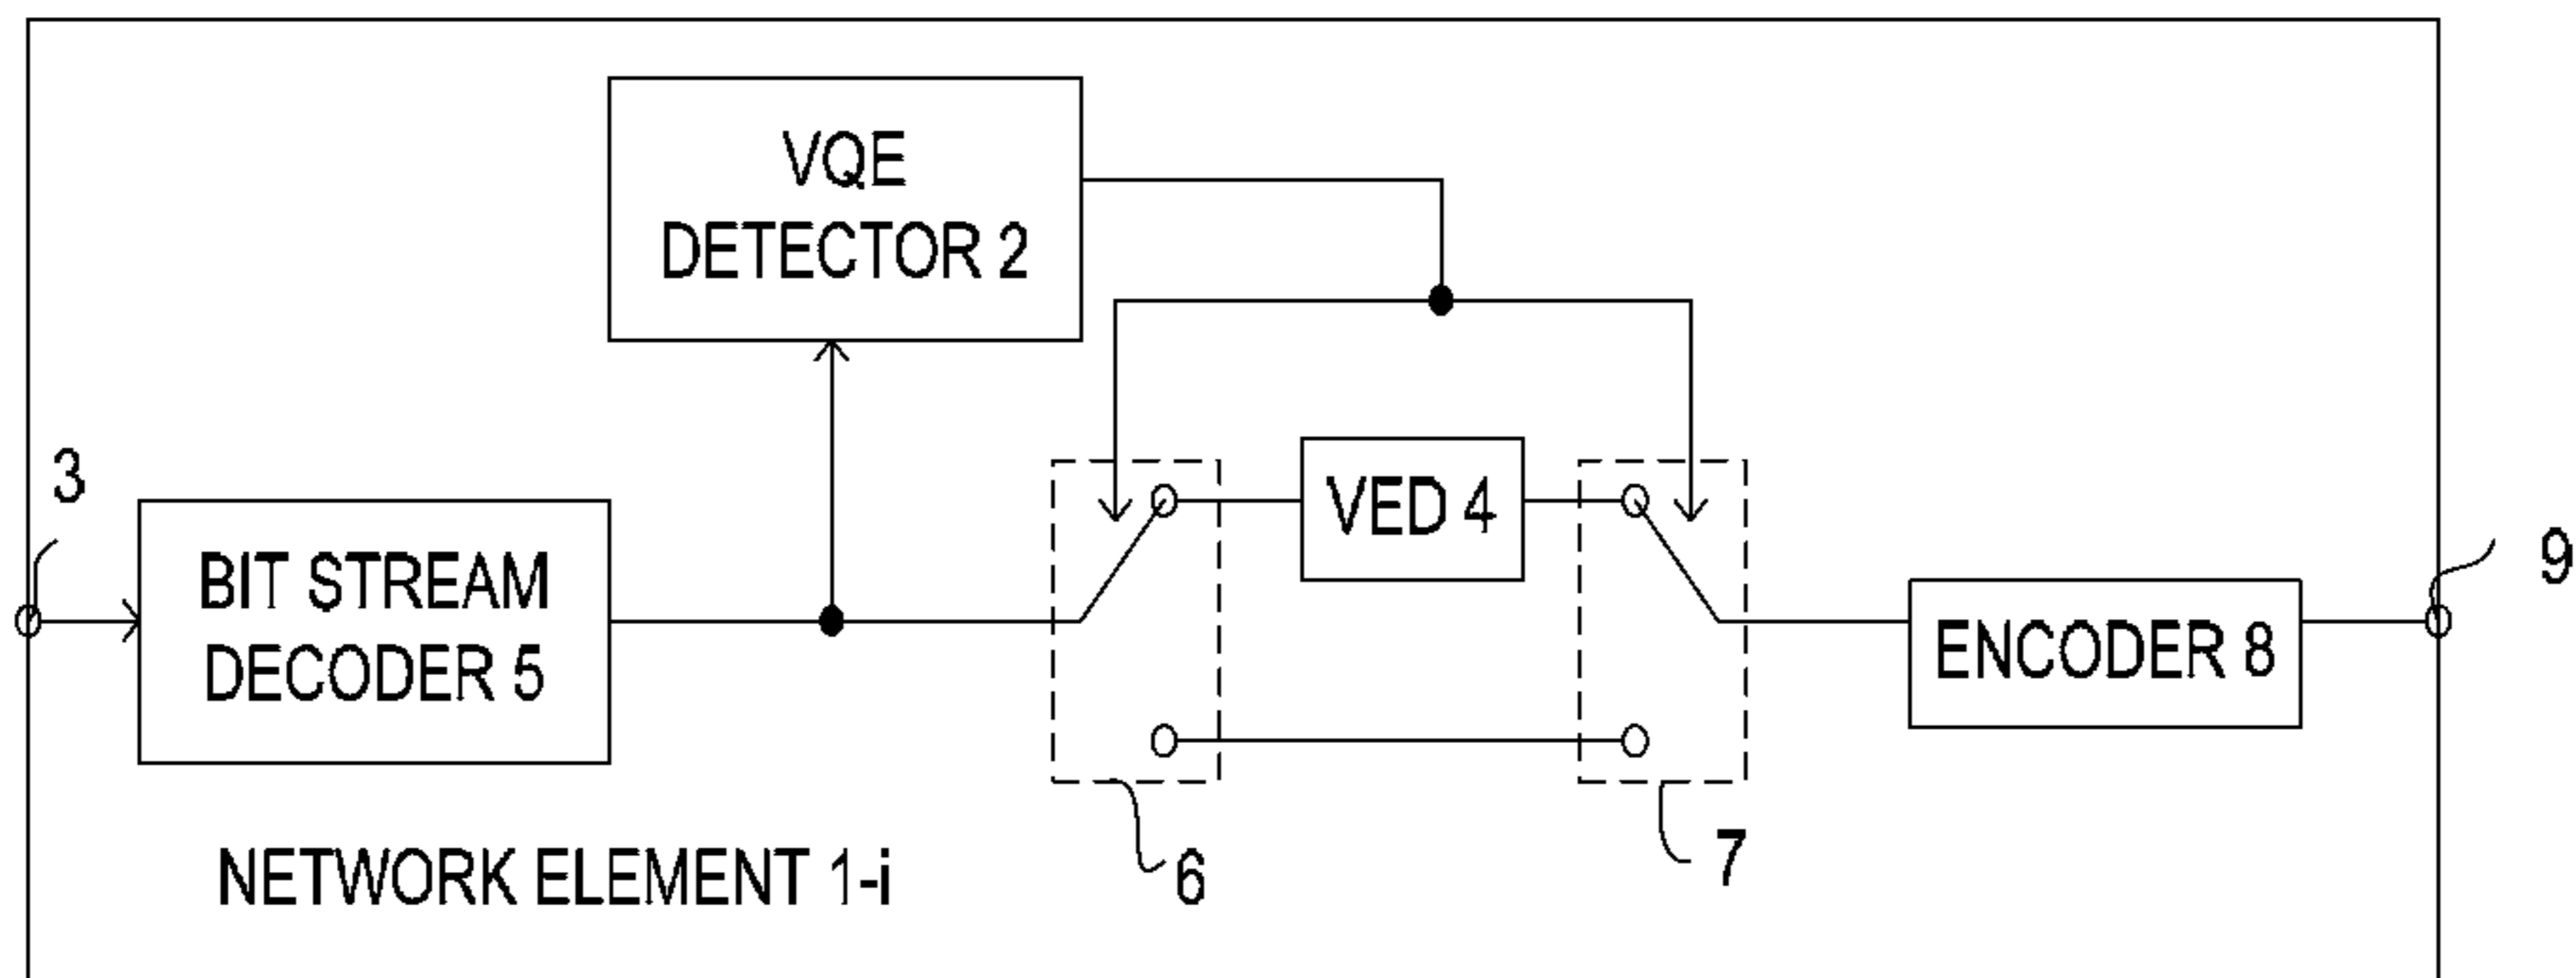 VQE
DETECTOR 2
3
BIT STREAM
DECODER 5
VED 4
ENCODER 8
9
NETWORK ELEMENT 1-i
6
7